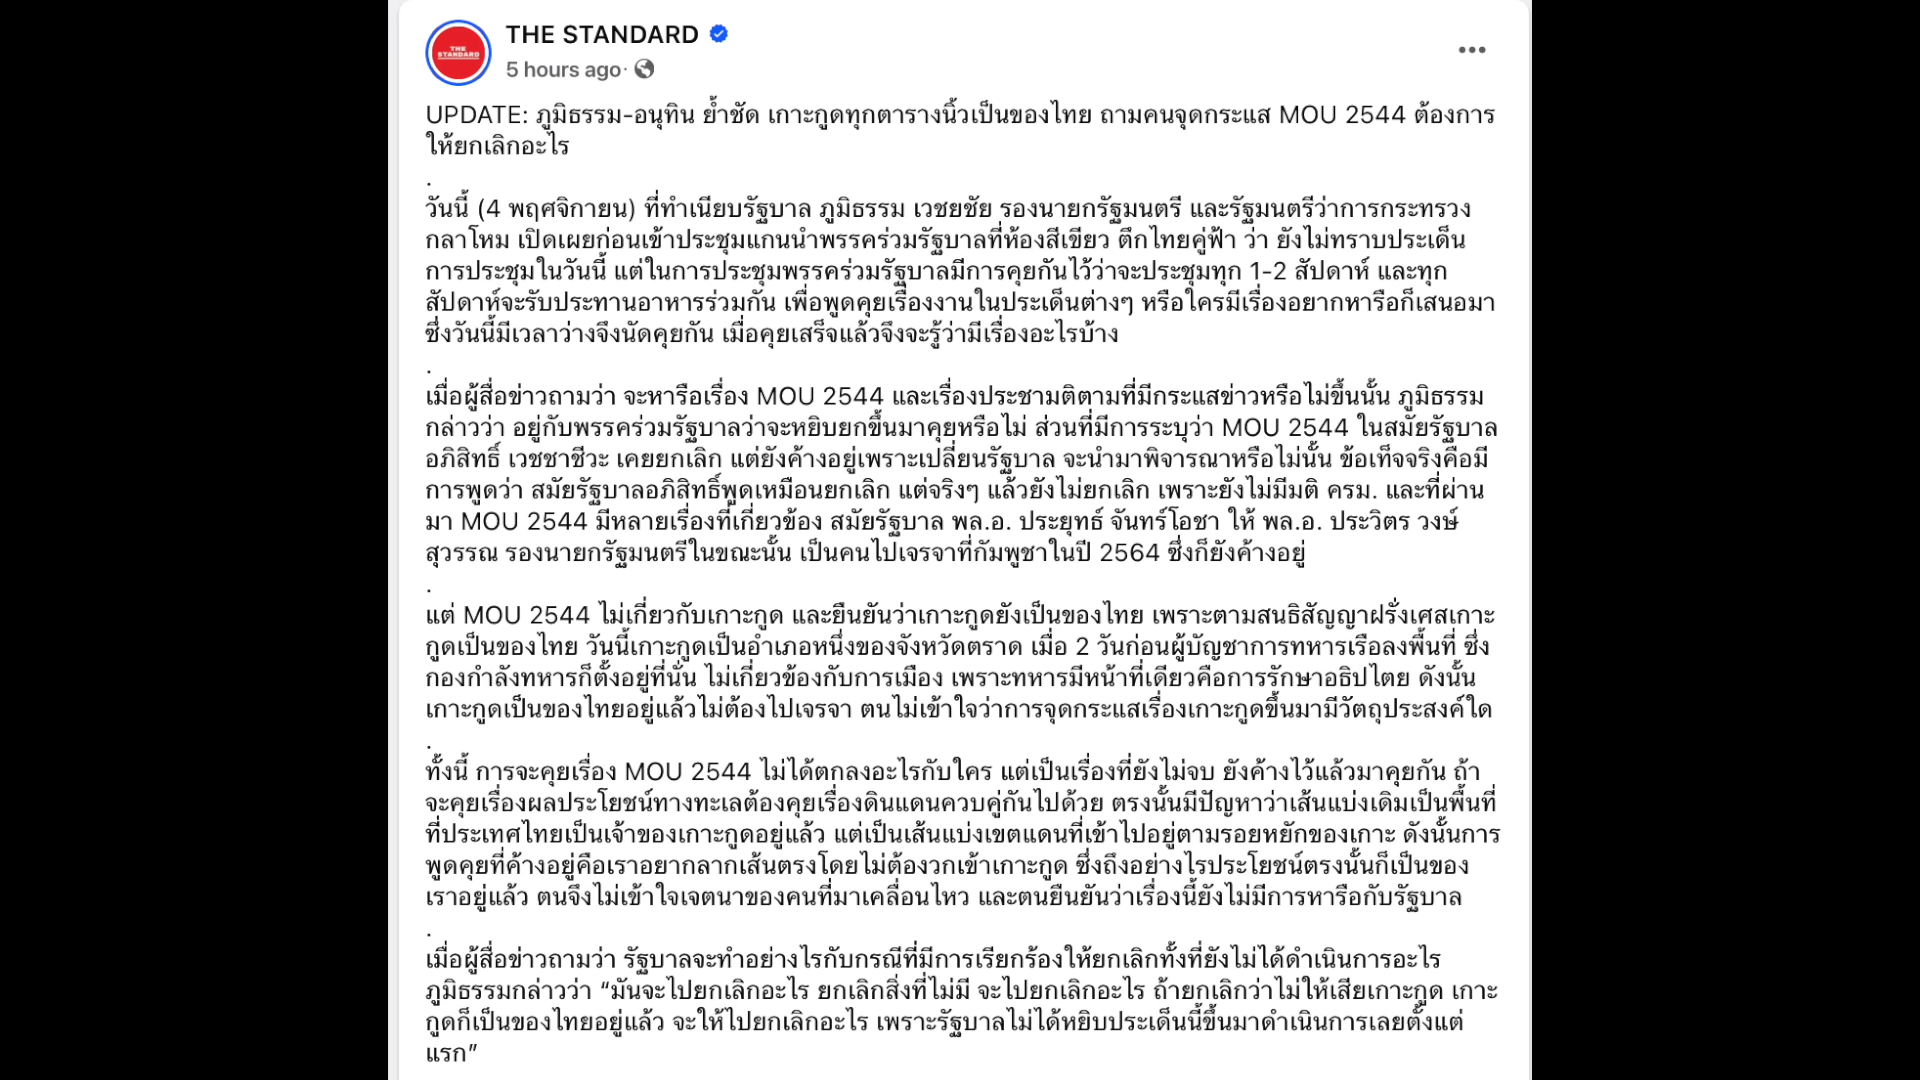 THE STANDARD
THE STANDARD
5 hours ago ·
UPDATE: ภูมิธรรม-อนุทิน ย้ำชัด เกาะกูดทุกตารางนิ้วเป็นของไทย ถามคนจุดกระแส MOU 2544 ต้องการ
ให้ยกเลิกอะไร
.
วันนี้ (4 พฤศจิกายน) ที่ทำเนียบรัฐบาล ภูมิธรรม เวชยชัย รองนายกรัฐมนตรี และรัฐมนตรีว่าการกระทรวง
กลาโหม เปิดเผยก่อนเข้าประชุมแกนนำพรรคร่วมรัฐบาลที่ห้องสีเขียว ตึกไทยคู่ฟ้า ว่า ยังไม่ทราบประเด็น
การประชุมในวันนี้ แต่ในการประชุมพรรคร่วมรัฐบาลมีการคุยกันไว้ว่าจะประชุมทุก 1-2 สัปดาห์ และทุก
สัปดาห์จะรับประทานอาหารร่วมกัน เพื่อพูดคุยเรื่องงานในประเด็นต่างๆ หรือใครมีเรื่องอยากหารือก็เสนอมา
ซึ่งวันนี้มีเวลาว่างจึงนัดคุยกัน เมื่อคุยเสร็จแล้วจึงจะรู้ว่ามีเรื่องอะไรบ้าง
.
เมื่อผู้สื่อข่าวถามว่า จะหารือเรื่อง MOU 2544 และเรื่องประชามติตามที่มีกระแสข่าวหรือไม่ขึ้นนั้น ภูมิธรรม
กล่าวว่า อยู่กับพรรคร่วมรัฐบาลว่าจะหยิบยกขึ้นมาคุยหรือไม่ ส่วนที่มีการระบุว่า MOU 2544 ในสมัยรัฐบาล
อภิสิทธิ์ เวชชาชีวะ เคยยกเลิก แต่ยังค้างอยู่เพราะเปลี่ยนรัฐบาล จะนำมาพิจารณาหรือไม่นั้น ข้อเท็จจริงคือมี
การพูดว่า สมัยรัฐบาลอภิสิทธิ์พูดเหมือนยกเลิก แต่จริงๆ แล้วยังไม่ยกเลิก เพราะยังไม่มีมติ ครม. และที่ผ่าน
มา MOU 2544 มีหลายเรื่องที่เกี่ยวข้อง สมัยรัฐบาล พล.อ. ประยุทธ์ จันทร์โอชา ให้ พล.อ. ประวิตร วงษ์
สุวรรณ รองนายกรัฐมนตรีในขณะนั้น เป็นคนไปเจรจาที่กัมพูชาในปี 2564 ซึ่งก็ยังค้างอยู่
.
แต่ MOU 2544 ไม่เกี่ยวกับเกาะกูด และยืนยันว่าเกาะกูดยังเป็นของไทย เพราะตามสนธิสัญญาฝรั่งเศสเกาะ
กูดเป็นของไทย วันนี้เกาะกูดเป็นอำเภอหนึ่งของจังหวัดตราด เมื่อ 2 วันก่อนผู้บัญชาการทหารเรือลงพื้นที่ ซึ่ง
กองกำลังทหารก็ตั้งอยู่ที่นั่น ไม่เกี่ยวข้องกับการเมือง เพราะทหารมีหน้าที่เดียวคือการรักษาอธิปไตย ดังนั้น
เกาะกูดเป็นของไทยอยู่แล้วไม่ต้องไปเจรจา ตนไม่เข้าใจว่าการจุดกระแสเรื่องเกาะกูดขึ้นมามีวัตถุประสงค์ใด
.
ทั้งนี้ การจะคุยเรื่อง MOU 2544 ไม่ได้ตกลงอะไรกับใคร แต่เป็นเรื่องที่ยังไม่จบ ยังค้างไว้แล้วมาคุยกัน ถ้า
จะคุยเรื่องผลประโยชน์ทางทะเลต้องคุยเรื่องดินแดนควบคู่กันไปด้วย ตรงนั้นมีปัญหาว่าเส้นแบ่งเดิมเป็นพื้นที่
ที่ประเทศไทยเป็นเจ้าของเกาะกูดอยู่แล้ว แต่เป็นเส้นแบ่งเขตแดนที่เข้าไปอยู่ตามรอยหยักของเกาะ ดังนั้นการ
พูดคุยที่ค้างอยู่คือเราอยากลากเส้นตรงโดยไม่ต้องวกเข้าเกาะกูด ซึ่งถึงอย่างไรประโยชน์ตรงนั้นก็เป็นของ
เราอยู่แล้ว ตนจึงไม่เข้าใจเจตนาของคนที่มาเคลื่อนไหว และตนยืนยันว่าเรื่องนี้ยังไม่มีการหารือกับรัฐบาล
.
เมื่อผู้สื่อข่าวถามว่า รัฐบาลจะทำอย่างไรกับกรณีที่มีการเรียกร้องให้ยกเลิกทั้งที่ยังไม่ได้ดำเนินการอะไร
ภูมิธรรมกล่าวว่า “มันจะไปยกเลิกอะไร ยกเลิกสิ่งที่ไม่มี จะไปยกเลิกอะไร ถ้ายกเลิกว่าไม่ให้เสียเกาะกูด เกาะ
กูดก็เป็นของไทยอยู่แล้ว จะให้ไปยกเลิกอะไร เพราะรัฐบาลไม่ได้หยิบประเด็นนี้ขึ้นมาดำเนินการเลยตั้งแต่
แรก”